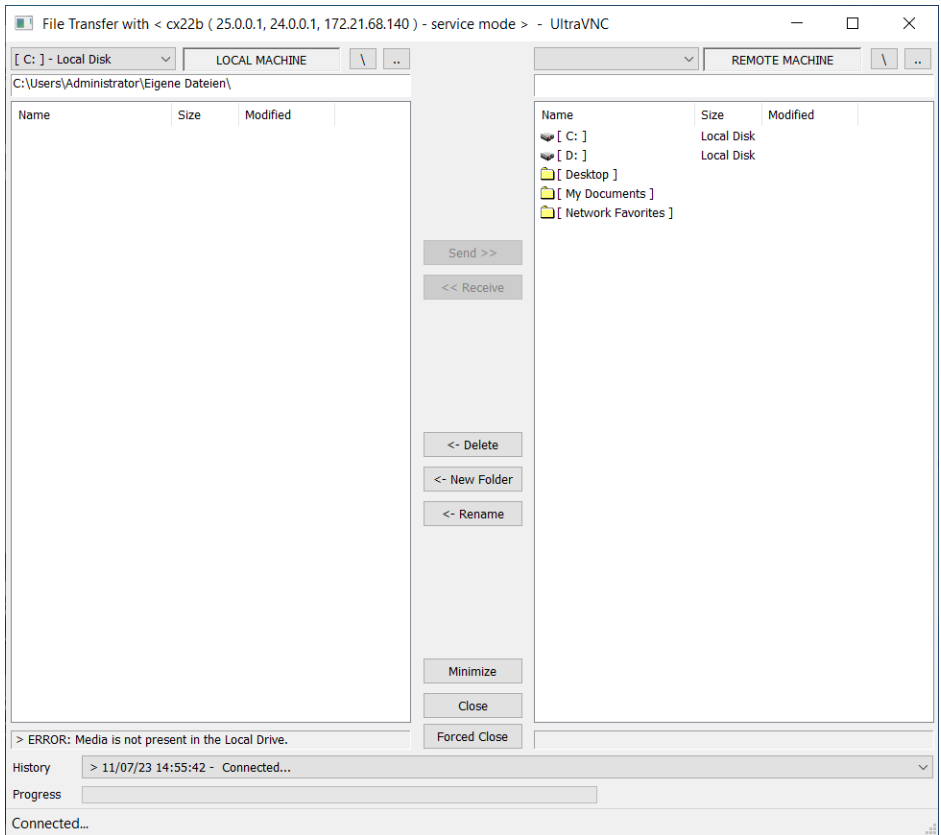 File Transfer with < cx22b ( 25.0.0.1, 24.0.0.1, 172.21.68.140 ) - service mode > - UltraVNC
[ C: ] - Local Disk LOCAL MACHINE \ .. REMOTE MACHINE \ ..
C:\Users\Administrator\Eigene Dateien\
Name Size Modified Name Size Modified
[ C: ] Local Disk
[ D: ] Local Disk
[ Desktop ]
[ My Documents ]
[ Network Favorites ]
Send >>
<< Receive
<- Delete
<- New Folder
<- Rename
Minimize
Close
> ERROR: Media is not present in the Local Drive. Forced Close
History > 11/07/23 14:55:42 - Connected...
Progress
Connected...